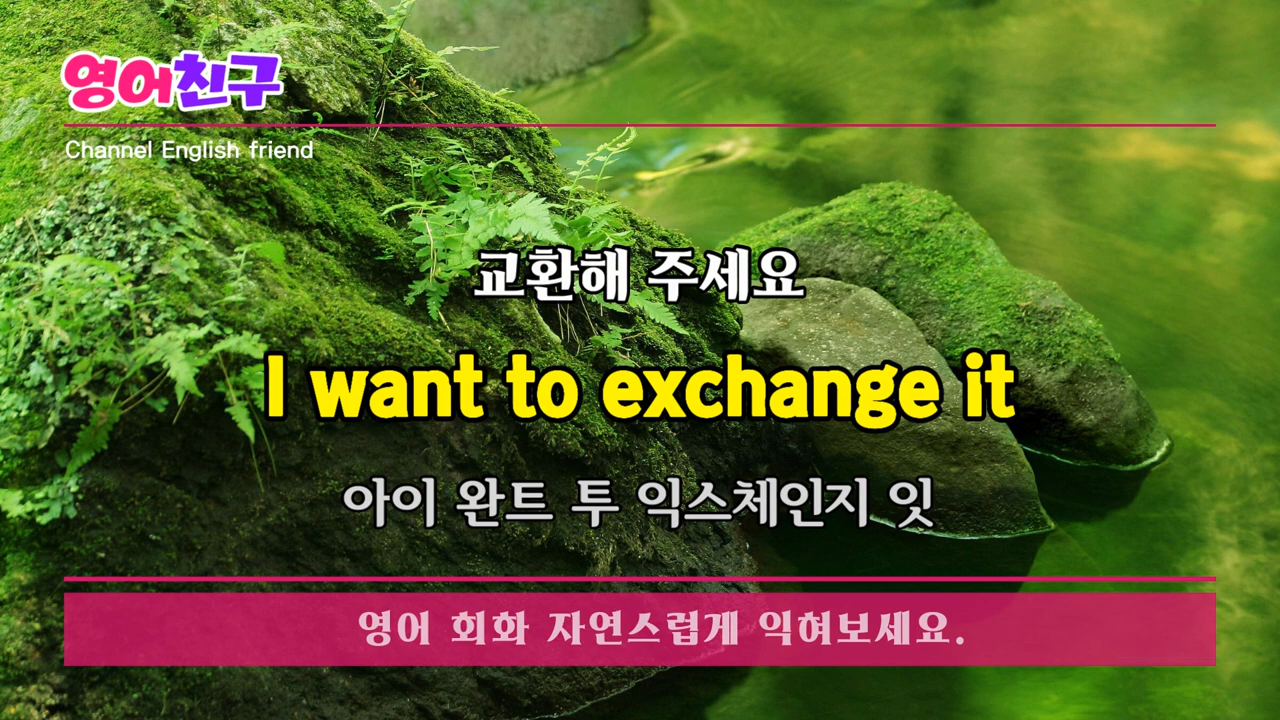 영어친구
Channel English friend
교환해 주세요
I want to exchange it
아이 완트 투 익스체인지 잇
영어 회화 자연스럽게 익혀보세요.